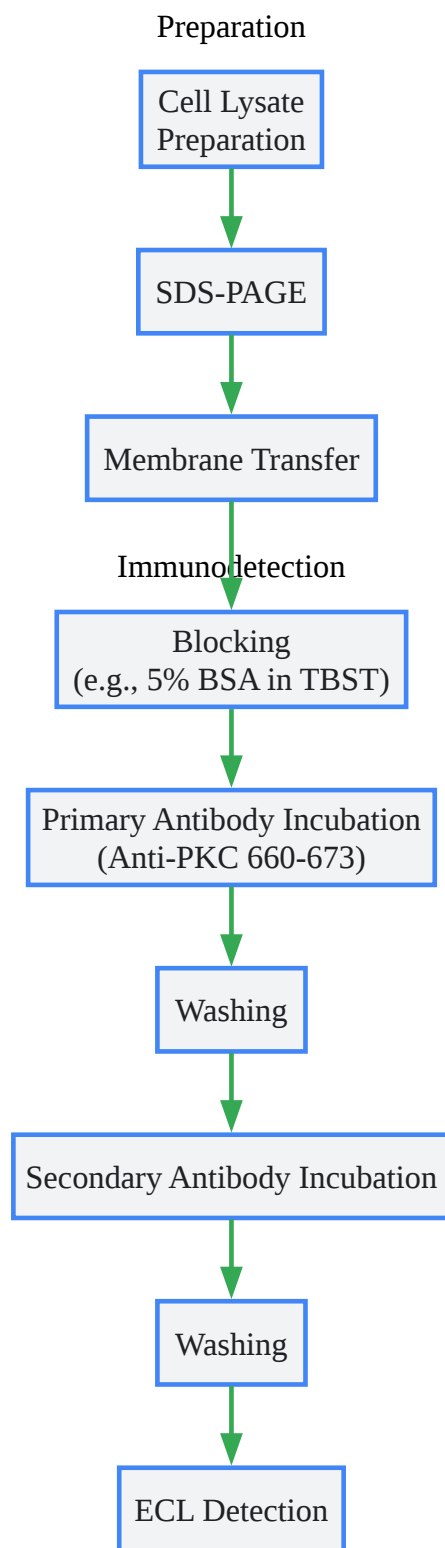 Preparation
Cell Lysate
Preparation
SDS-PAGE
Membrane Transfer
Immunodetection
Blocking
(e.g., 5% BSA in TBST)
Primary Antibody Incubation
(Anti-PKC 660-673)
Washing
Secondary Antibody Incubation
Washing
ECL Detection